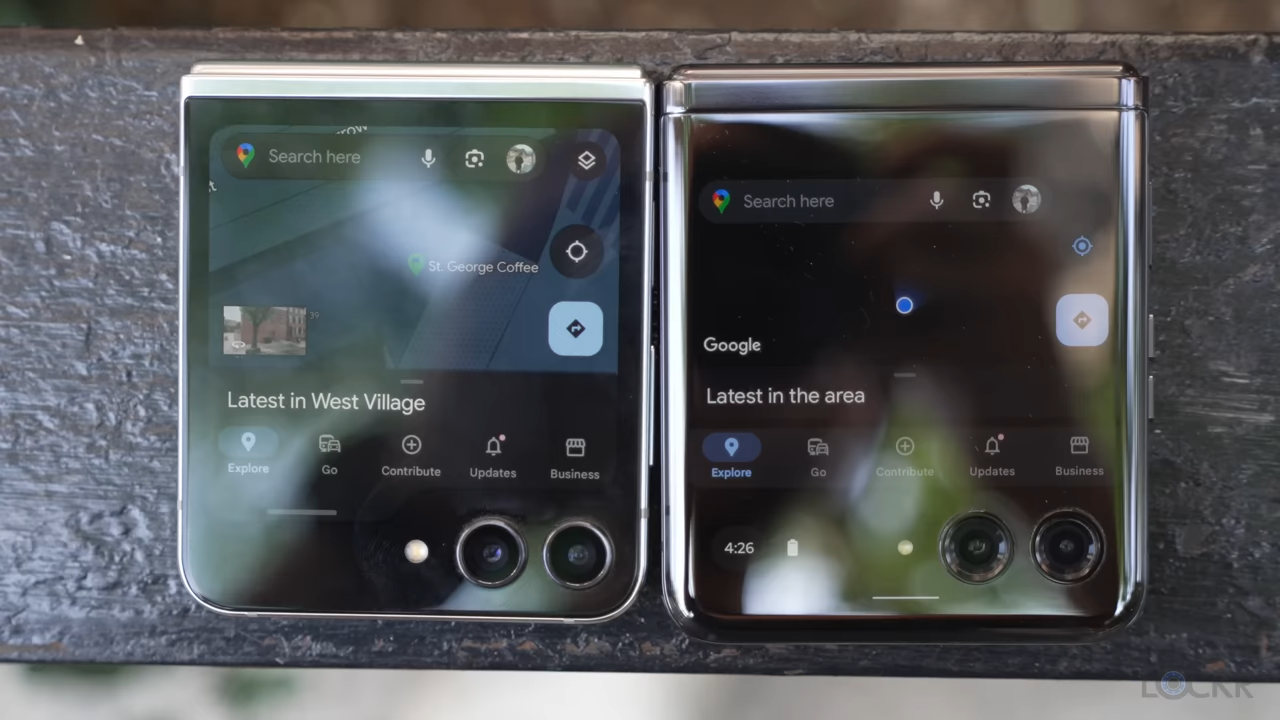 Search here
St. George Coffee
39
Latest in West Village
Explore
Go
Contribute
Updates
Business
Search here
Google
Latest in the area
Explore
Go
Contribute
Updates
Business
4:26
LOCKR